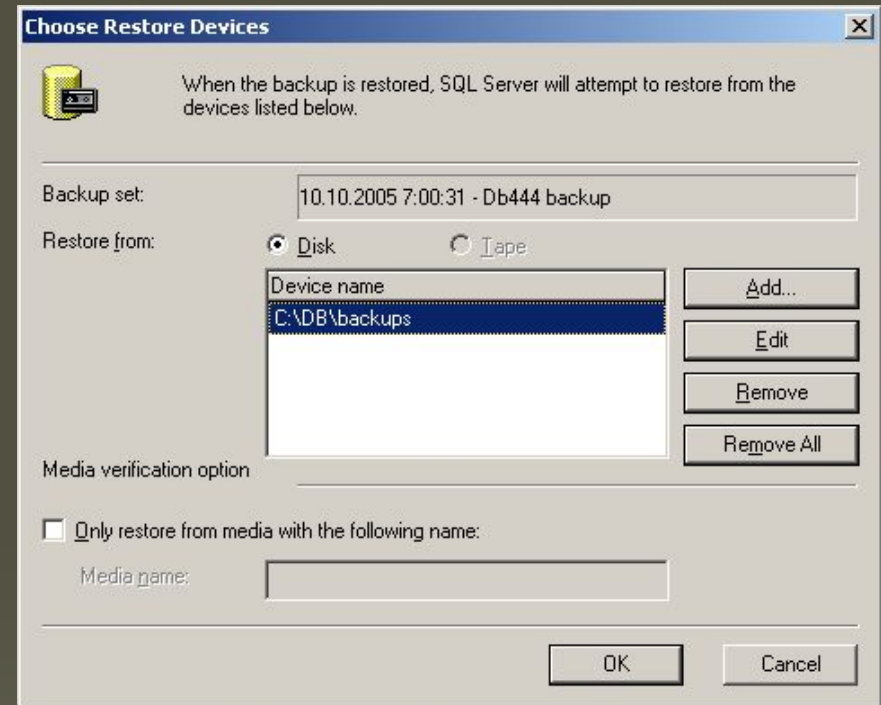 Choose Restore Devices
When the backup is restored, SQL Server will attempt to restore from the
devices listed below.
Backup set:
10.10.2005 7:00:31 - Db444 backup
Restore from:
Disk
Tape
Device name
C:\DB\backups
Add...
Edit
Remove
Remove All
Media verification option
Only restore from media with the following name:
Media name:
OK
Cancel